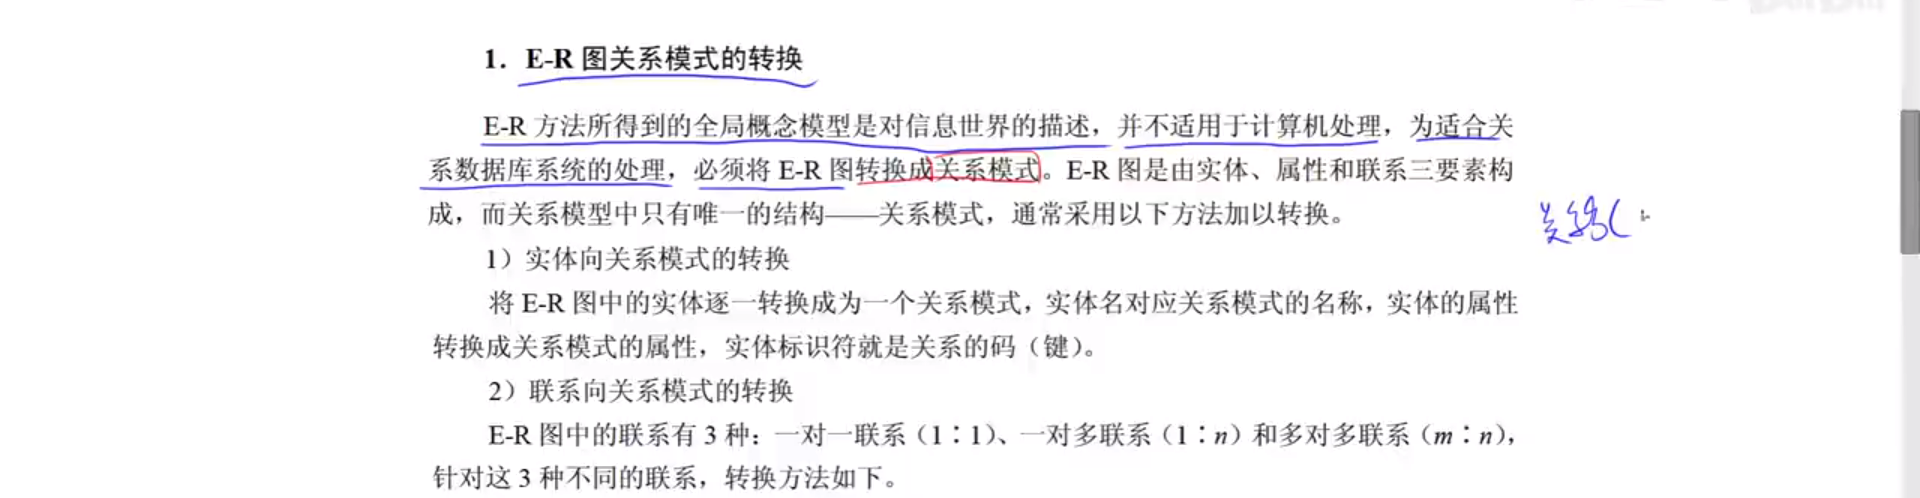 1. E-R 图关系模式的转换
E-R 方法所得到的全局概念模型是对信息世界的描述，并不适用于计算机处理，为适合关
系数据库系统的处理，必须将 E-R 图转换成关系模式。E-R 图是由实体、属性和联系三要素构
成，而关系模型中只有唯一的结构——关系模式，通常采用以下方法加以转换。
关系(
1）实体向关系模式的转换
将 E-R 图中的实体逐一转换成为一个关系模式，实体名对应关系模式的名称，实体的属性
转换成关系模式的属性，实体标识符就是关系的码（键）。
2）联系向关系模式的转换
E-R 图中的联系有 3 种：一对一联系（1∶1）、一对多联系（1∶n）和多对多联系（m∶n），
针对这 3 种不同的联系，转换方法如下。